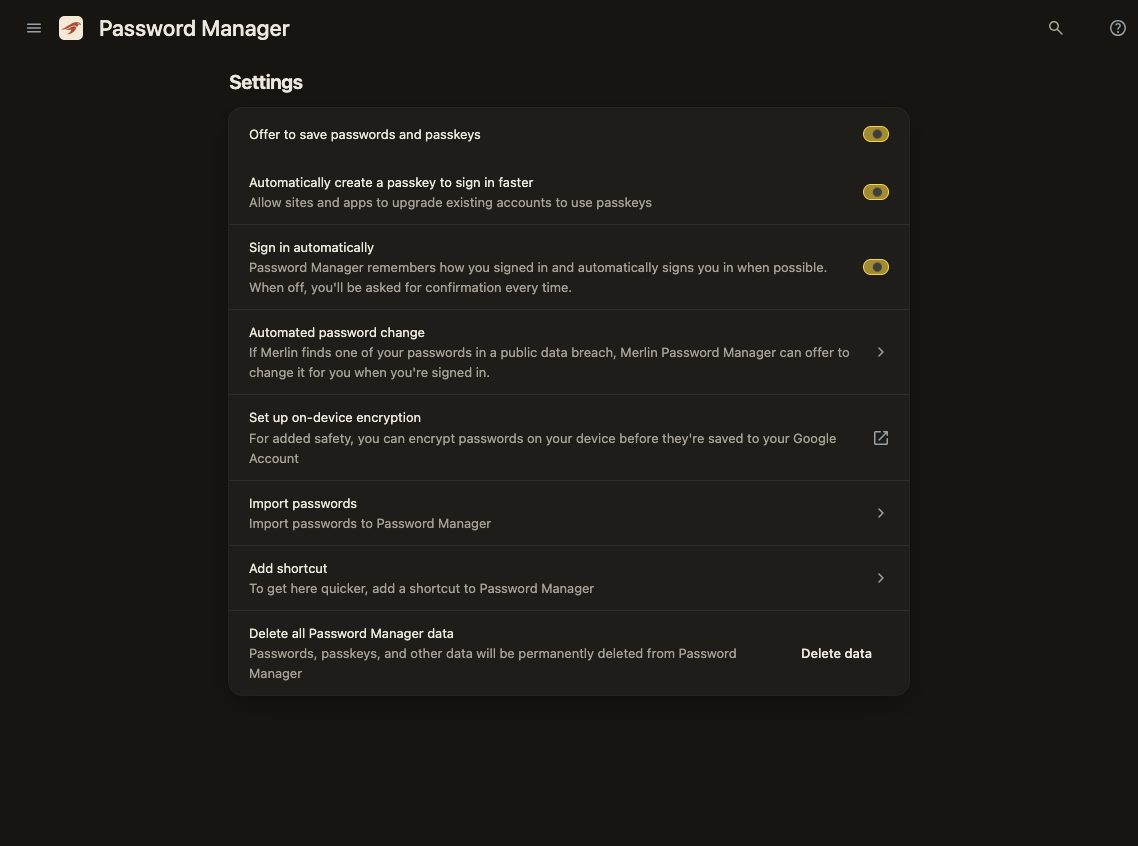 Password Manager
Settings
Offer to save passwords and passkeys
Automatically create a passkey to sign in faster
Allow sites and apps to upgrade existing accounts to use passkeys
Sign in automatically
Password Manager remembers how you signed in and automatically signs you in when possible.
When off, you'll be asked for confirmation every time.
Automated password change
If Merlin finds one of your passwords in a public data breach, Merlin Password Manager can offer to
change it for you when you're signed in.
Set up on-device encryption
For added safety, you can encrypt passwords on your device before they're saved to your Google
Account
Import passwords
Import passwords to Password Manager
Add shortcut
To get here quicker, add a shortcut to Password Manager
Delete all Password Manager data
Passwords, passkeys, and other data will be permanently deleted from Password
Manager
Delete data